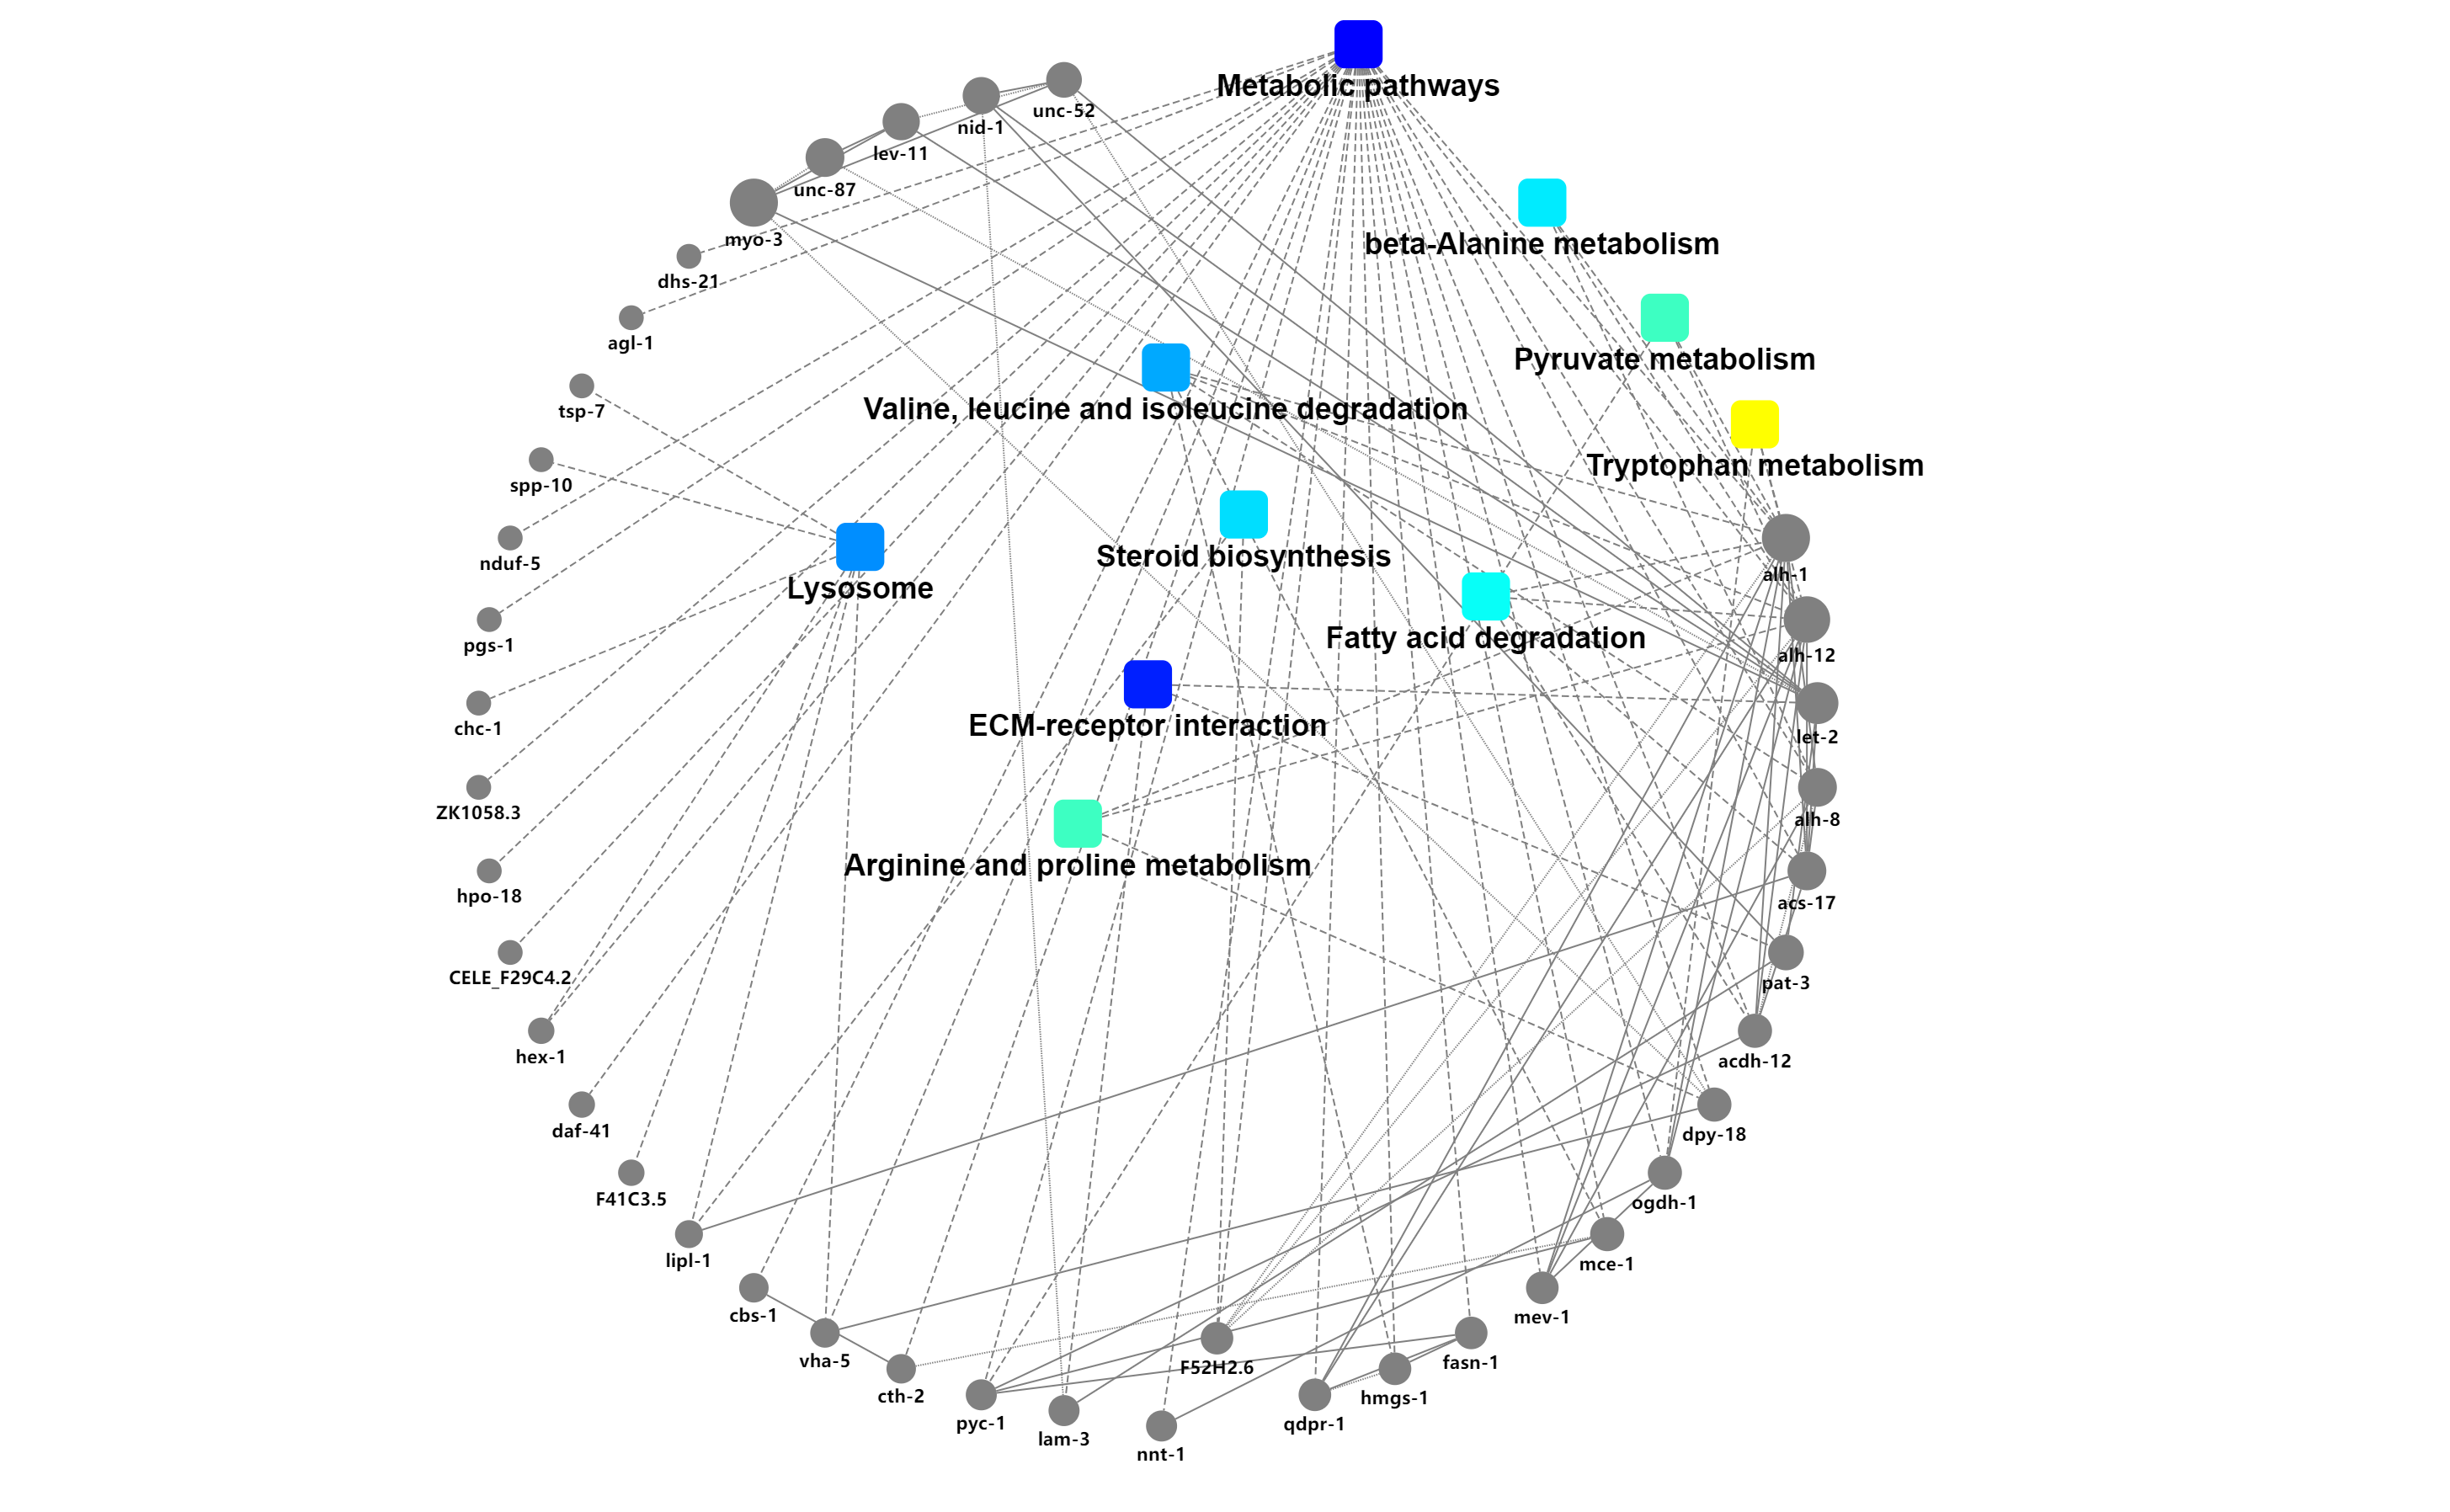 Metabolic pathways
unc-52
nid-1
lev-11
unc-87
myo-3
beta-Alanine metabolism
dhs-21
agl-1
Pyruvate metabolism
tsp-7
Valine, leucine and isoleucine degradation
Tryptophan metabolism
spp-10
Steroid biosynthesis
nduf-5
alh-1
Lysosome
Fatty acid degradation
pgs-1
alh-12
ECM-receptor interaction
chc-1
let-2
ZK1058.3
alh-8
Arginine and proline metabolism
hpo-18
acs-17
CELE_F29C4.2
pat-3
hex-1
acdh-12
daf-41
dpy-18
F41C3.5
ogdh-1
lipl-1
mce-1
cbs-1
mev-1
vha-5
F52H2.6
fasn-1
cth-2
hmgs-1
pyc-1
qdpr-1
lam-3
nnt-1